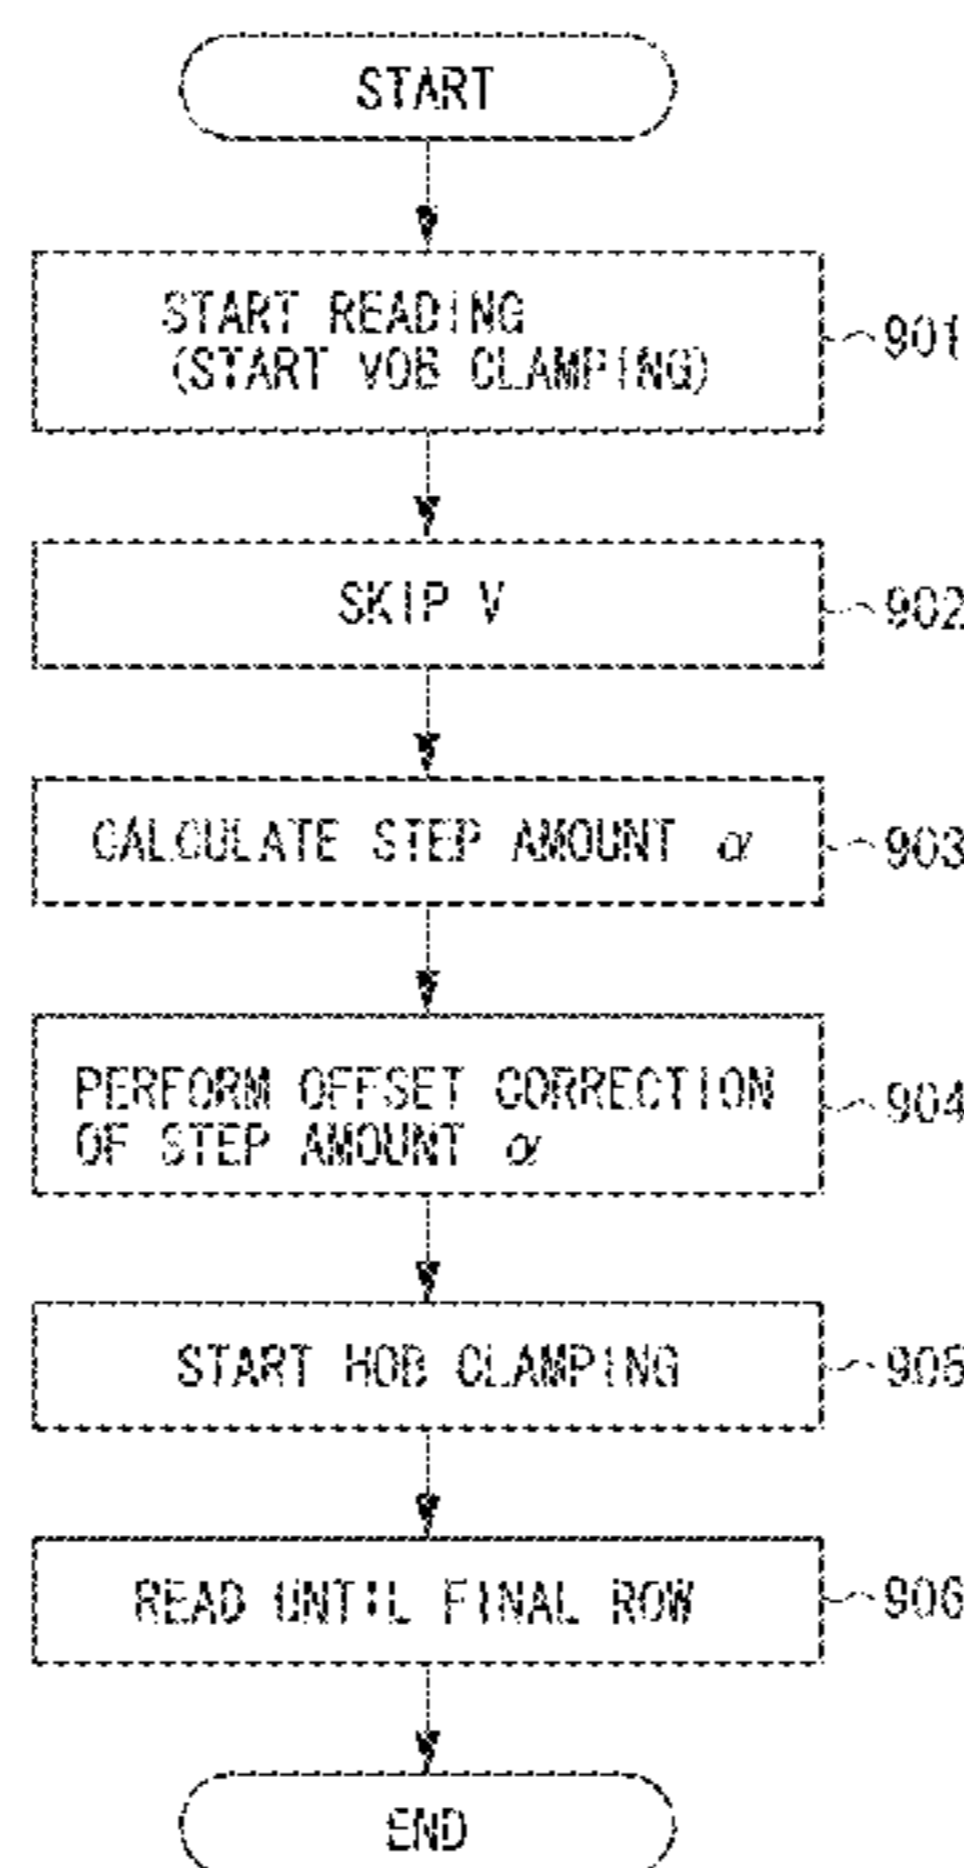 START
START READING
(START VOB CLAMPING)
901
SKIP V
902
CALCULATE STEP AMOUNT α
903
PERFORM OFFSET CORRECTION
OF STEP AMOUNT α
904
START HOB CLAMPING
905
READ UNTIL FINAL ROW
906
END